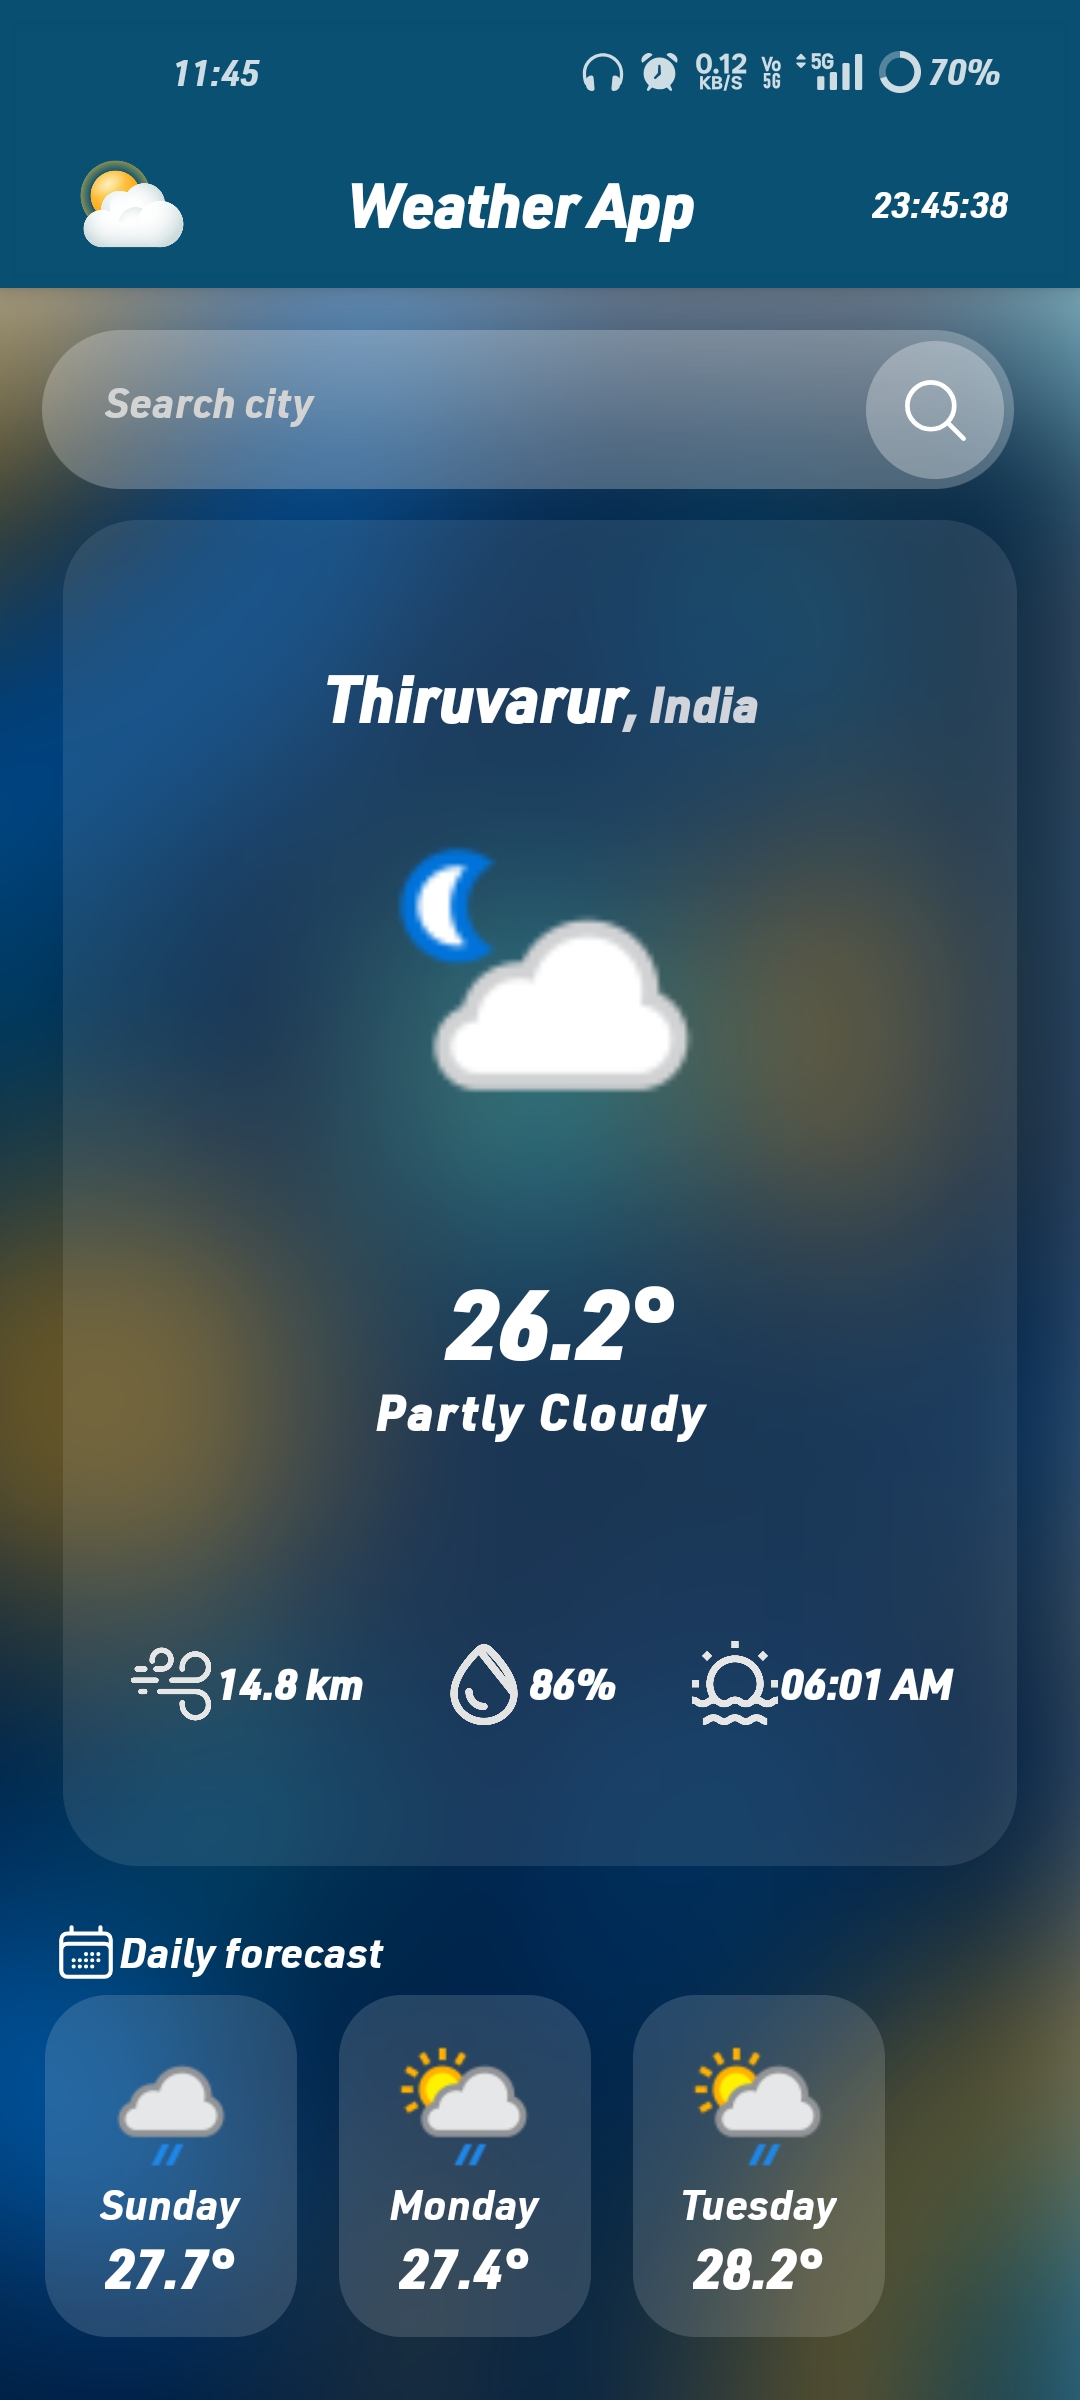 11:45 0.12 KB/S Vo 5G 5G 70%
Weather App 23:45:38
Search city
Thiruvarur, India
26.2°
Partly Cloudy
14.8 km 86% 06:01 AM
Daily forecast
Sunday Monday Tuesday
27.7° 27.4° 28.2°